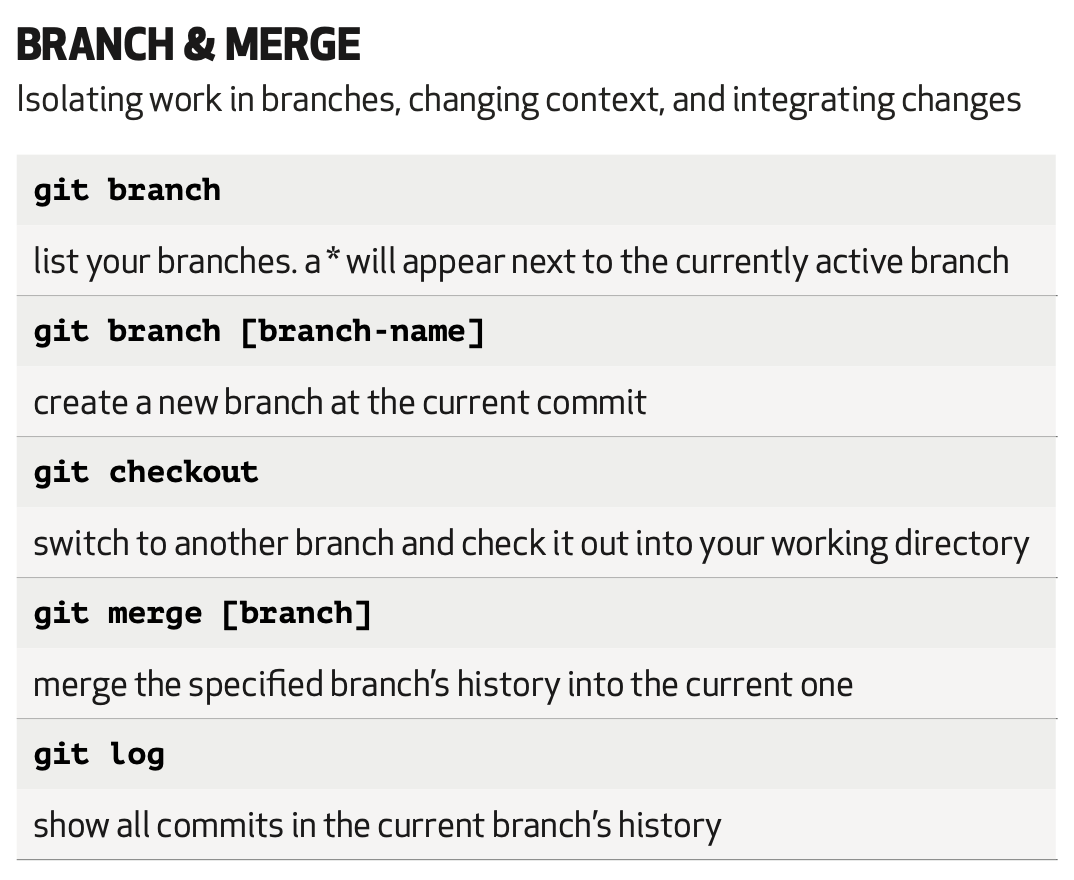 BRANCH & MERGE
Isolating work in branches, changing context, and integrating changes
git branch
list your branches. a * will appear next to the currently active branch
git branch [branch-name]
create a new branch at the current commit
git checkout
switch to another branch and check it out into your working directory
git merge [branch]
merge the specified branch’s history into the current one
git log
show all commits in the current branch’s history